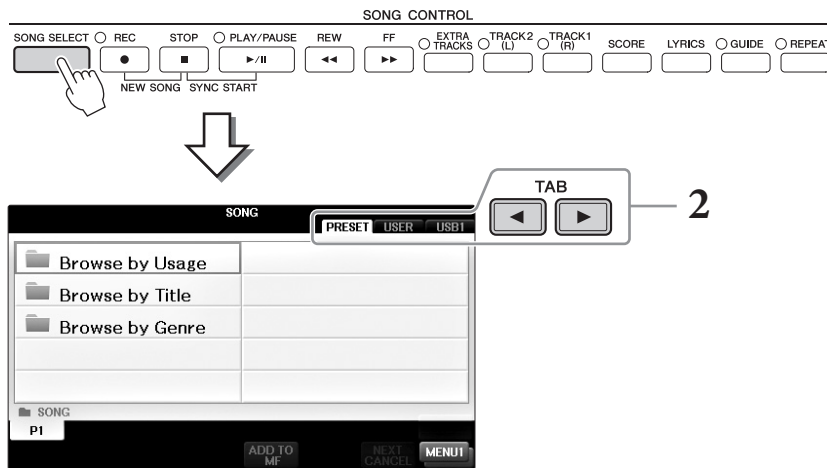 SONG CONTROL
SONG SELECT
REC
STOP
PLAY/PAUSE
REW
FF
EXTRA TRACKS
TRACK2 (L)
TRACK1 (R)
SCORE
LYRICS
GUIDE
REPEAT
NEW SONG
SYNC START
TAB
2
SONG
PRESET USER USB1
Browse by Usage
Browse by Title
Browse by Genre
SONG
P1
ADD TO MF
NEXT CANCEL
MENU1